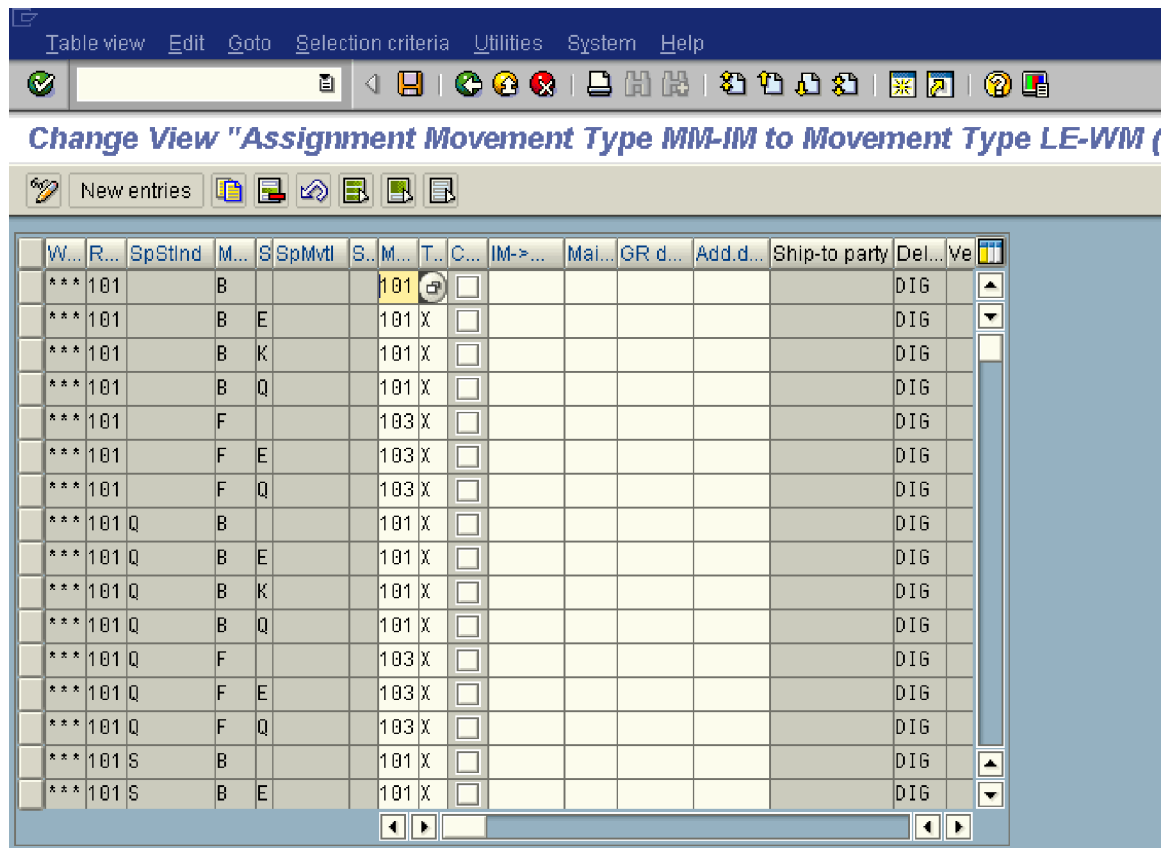 Table view Edit Goto Selection criteria Utilities System Help
Change View "Assignment Movement Type MM-IM to Movement Type LE-WM (
New entries
W... R... SpStInd M... S SpMvtI S.. M... T.. C... IM->... Mai... GR d... Add.d... Ship-to party Del... Ve
*** 101 B 101 DIG
*** 101 B E 101 X DIG
*** 101 B K 101 X DIG
*** 101 B Q 101 X DIG
*** 101 F 103 X DIG
*** 101 F E 103 X DIG
*** 101 F Q 103 X DIG
*** 101 Q B 101 X DIG
*** 101 Q B E 101 X DIG
*** 101 Q B K 101 X DIG
*** 101 Q B Q 101 X DIG
*** 101 Q F 103 X DIG
*** 101 Q F E 103 X DIG
*** 101 Q F Q 103 X DIG
*** 101 S B 101 X DIG
*** 101 S B E 101 X DIG